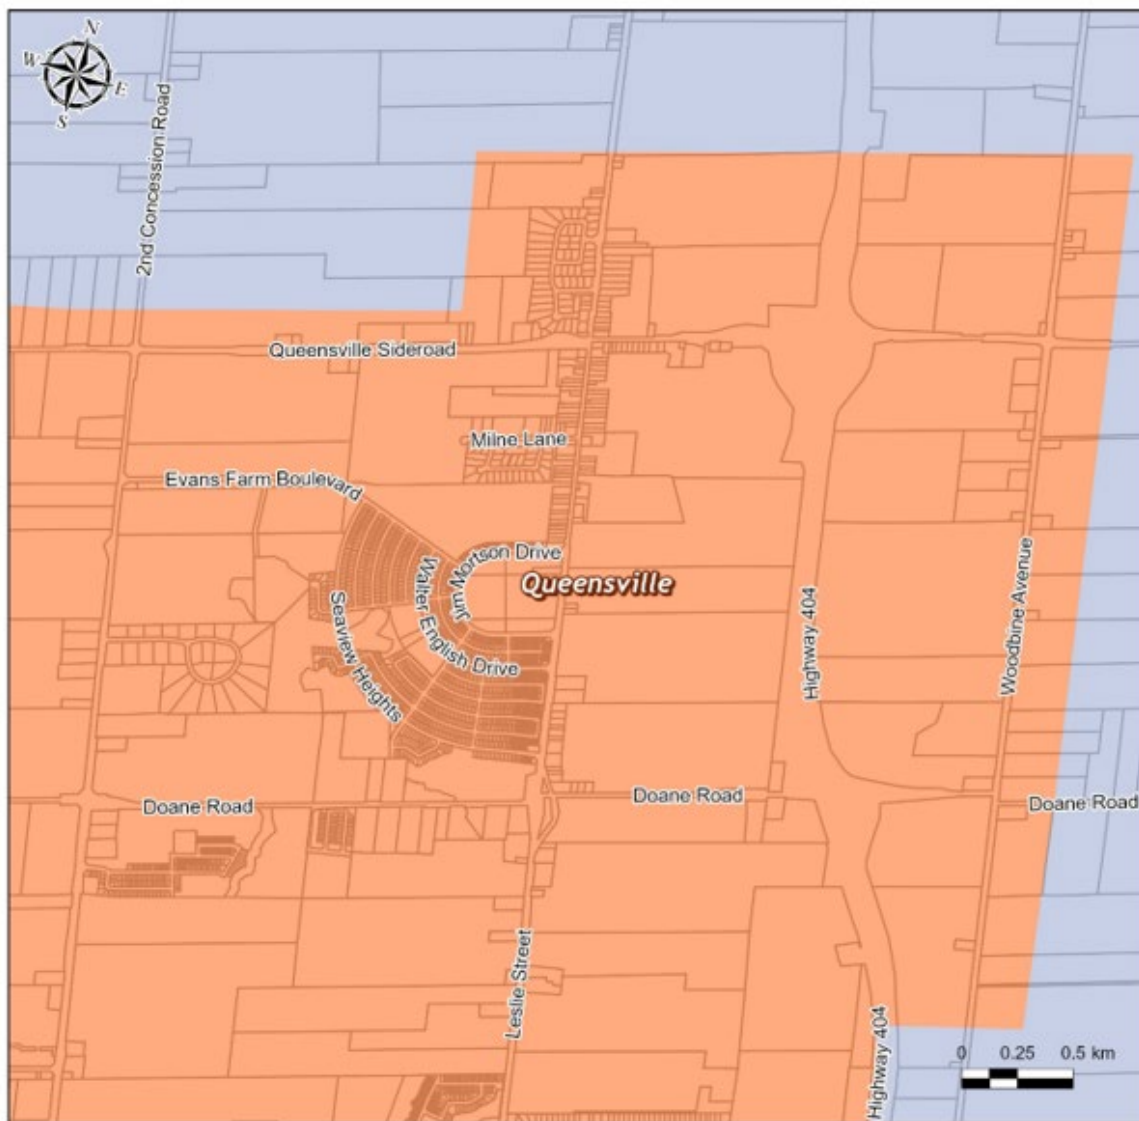 N
W
E
S
2nd Concession Road
Queensville Sideroad
Milne Lane
Evans Farm Boulevard
Jim Mortson Drive
Queensville
Walter English Drive
Seaview Heights
Highway 404
Woodbine Avenue
Doane Road
Doane Road
Doane Road
Leslie Street
Highway 404
0 0.25 0.5 km